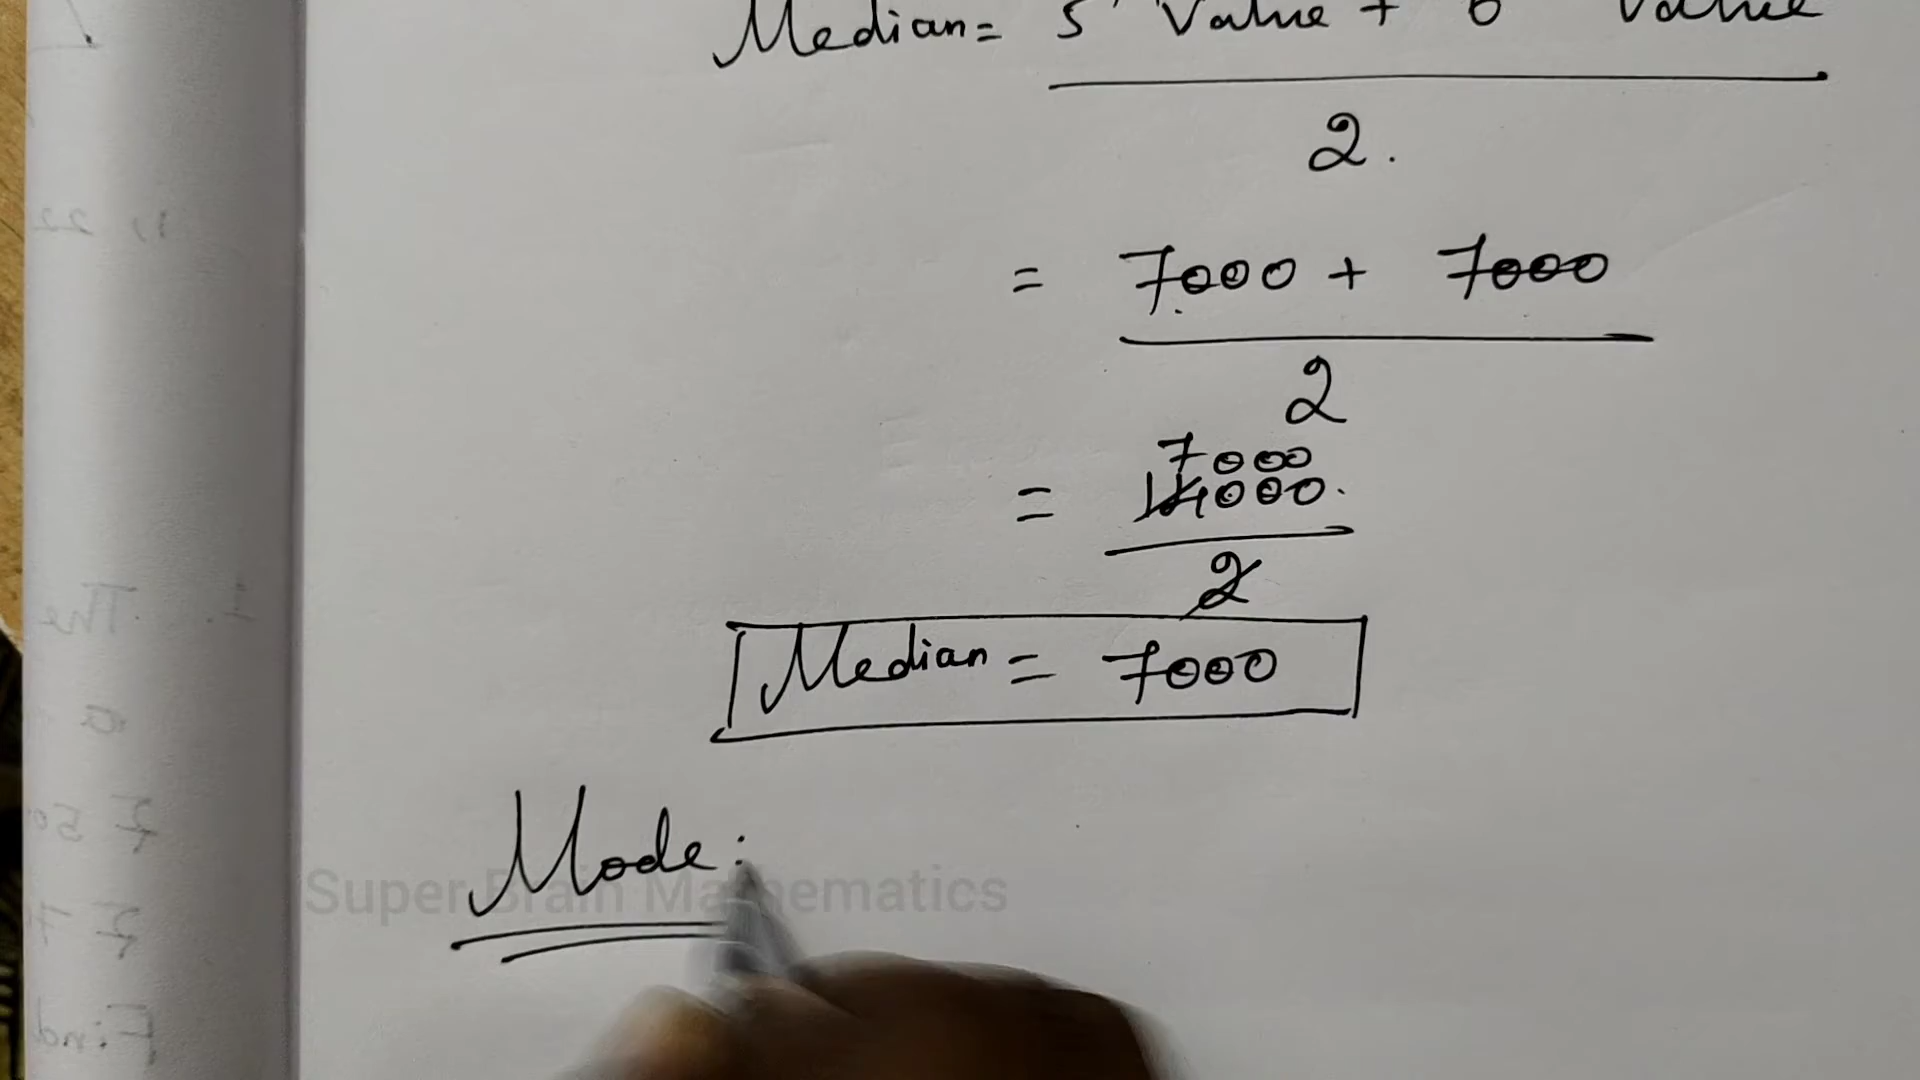 Median = 5 Value + 6 Value
2.
= 7000 + 7000
2
7000
= 14000.
2
Median = 7000
Mode:
Super Brain Mathematics